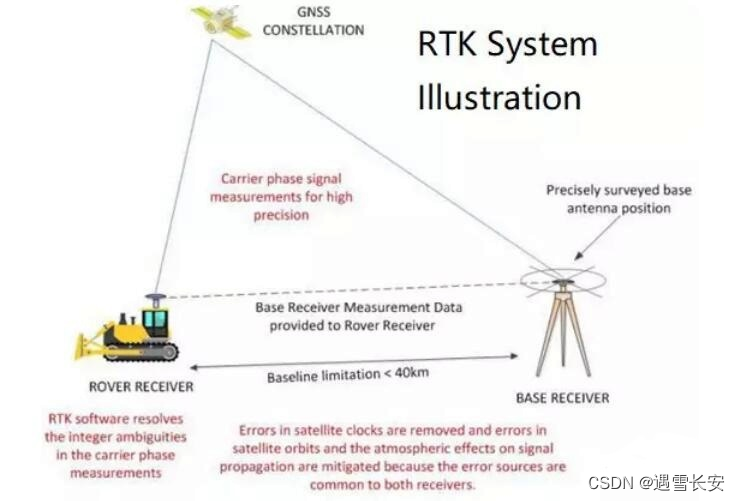 GNSS
CONSTELLATION
RTK System
Illustration
Carrier phase signal
measurements for high
precision
Precisely surveyed base
antenna position
Base Receiver Measurement Data
provided to Rover Receiver
Baseline limitation < 40km
ROVER RECEIVER
BASE RECEIVER
RTK software resolves
the integer ambiguities
in the carrier phase
measurements
Errors in satellite clocks are removed and errors in
satellite orbits and the atmospheric effects on signal
propagation are mitigated because the error sources are
common to both receivers.
CSDN @遇雪长安